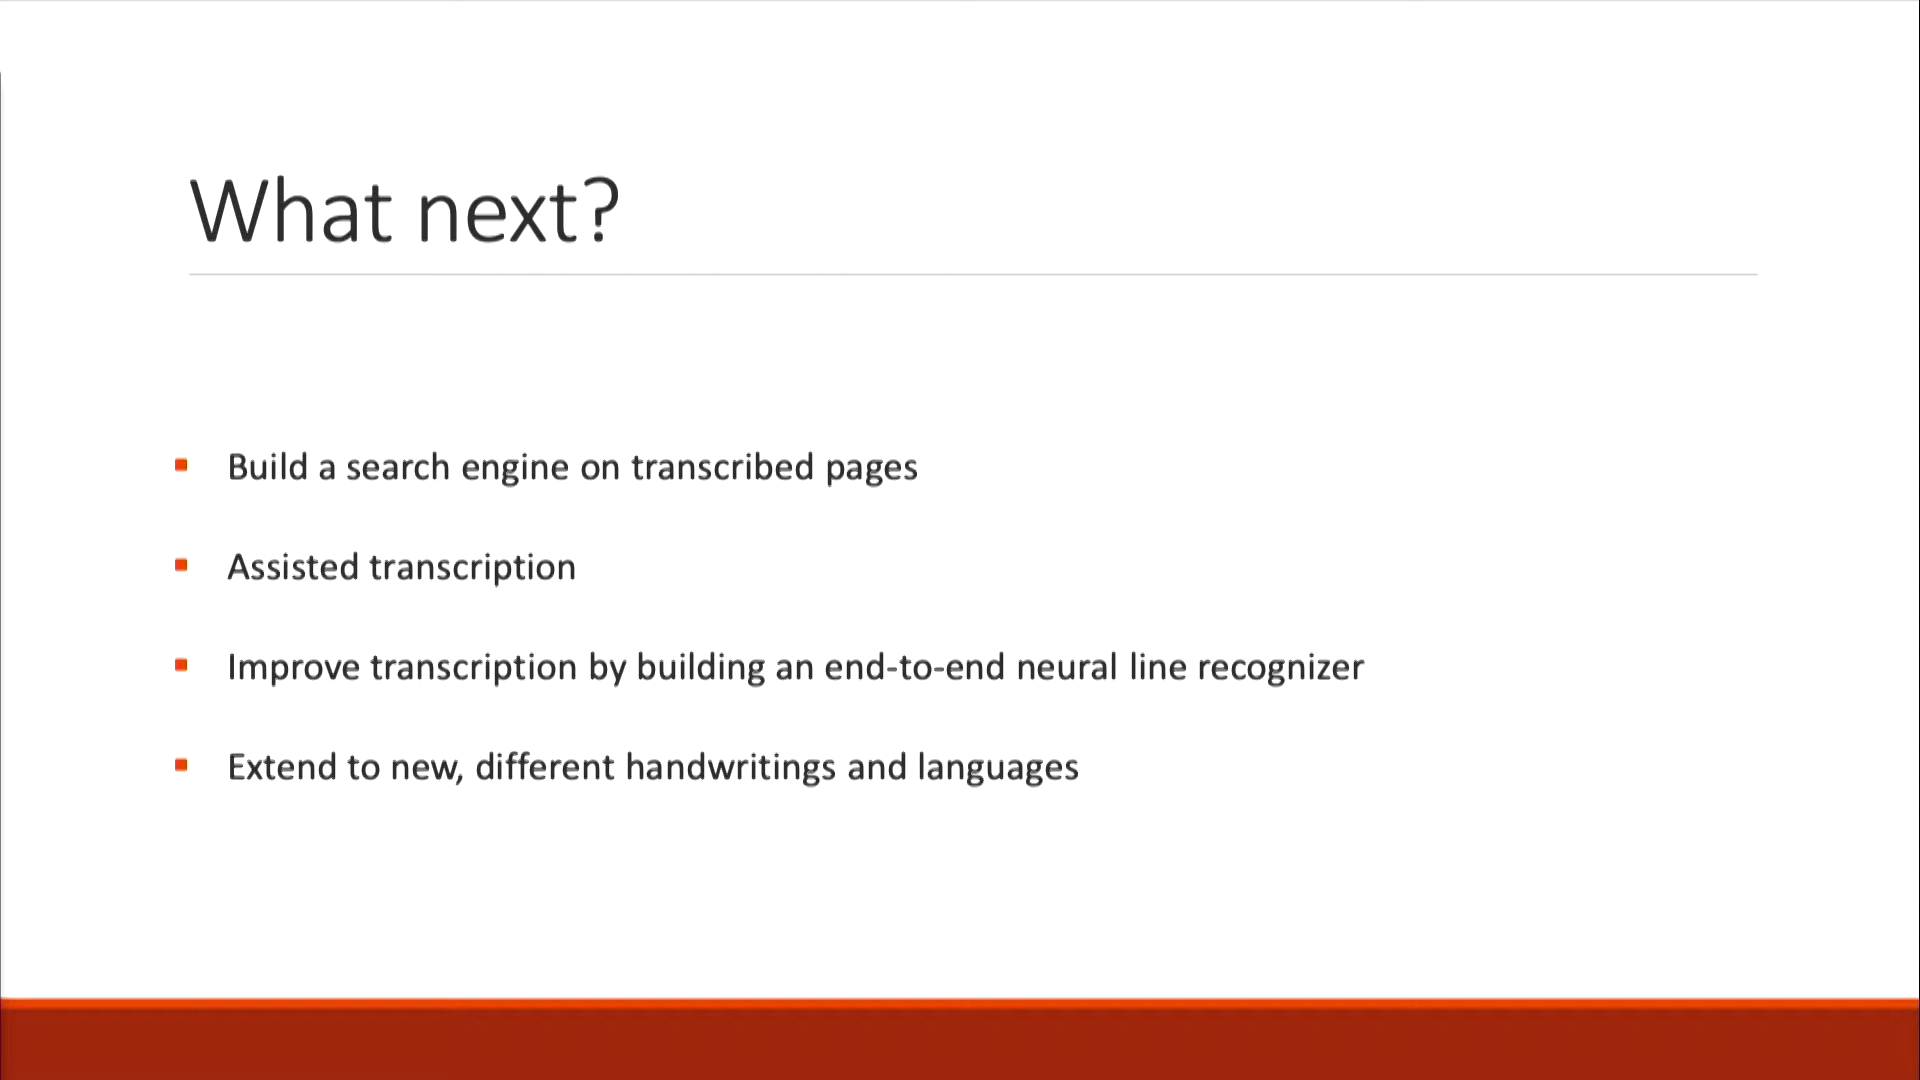 What next?
Build a search engine on transcribed pages
Assisted transcription
Improve transcription by building an end-to-end neural line recognizer
Extend to new, different handwritings and languages